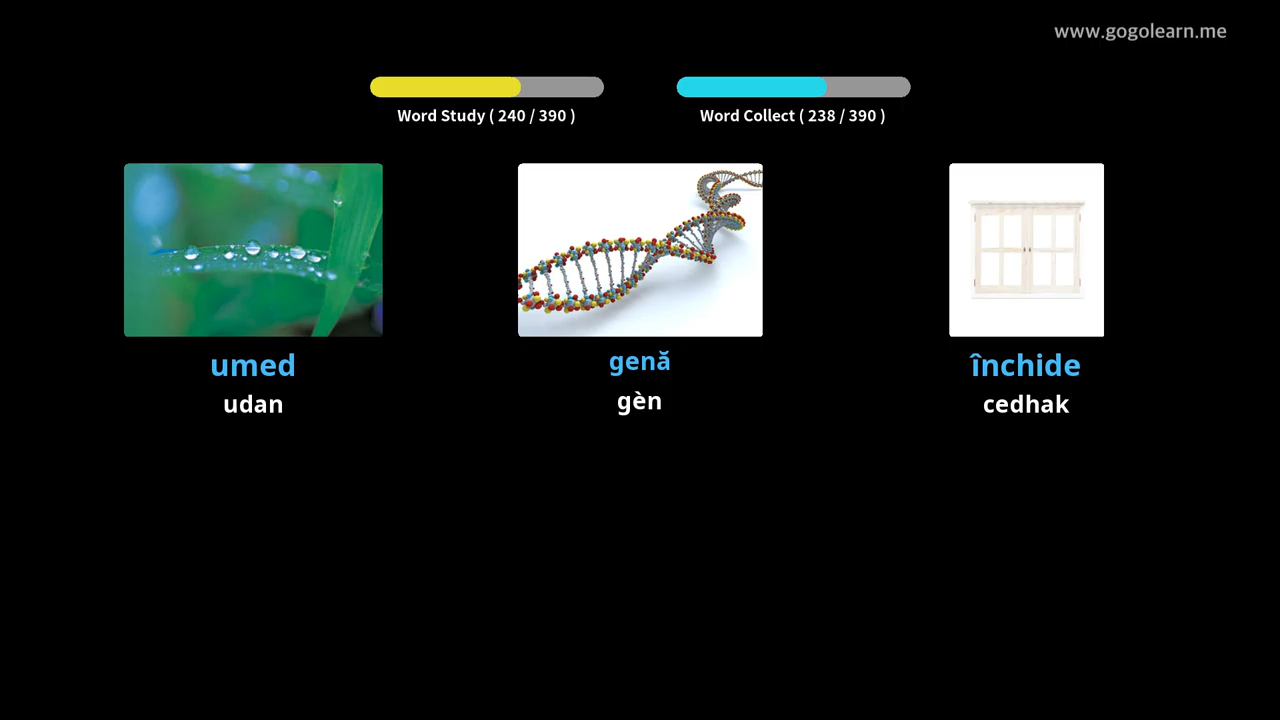 www.gogolearn.me
Word Study ( 240 / 390 )
Word Collect ( 238 / 390 )
umed
udan
genă
gèn
închide
cedhak